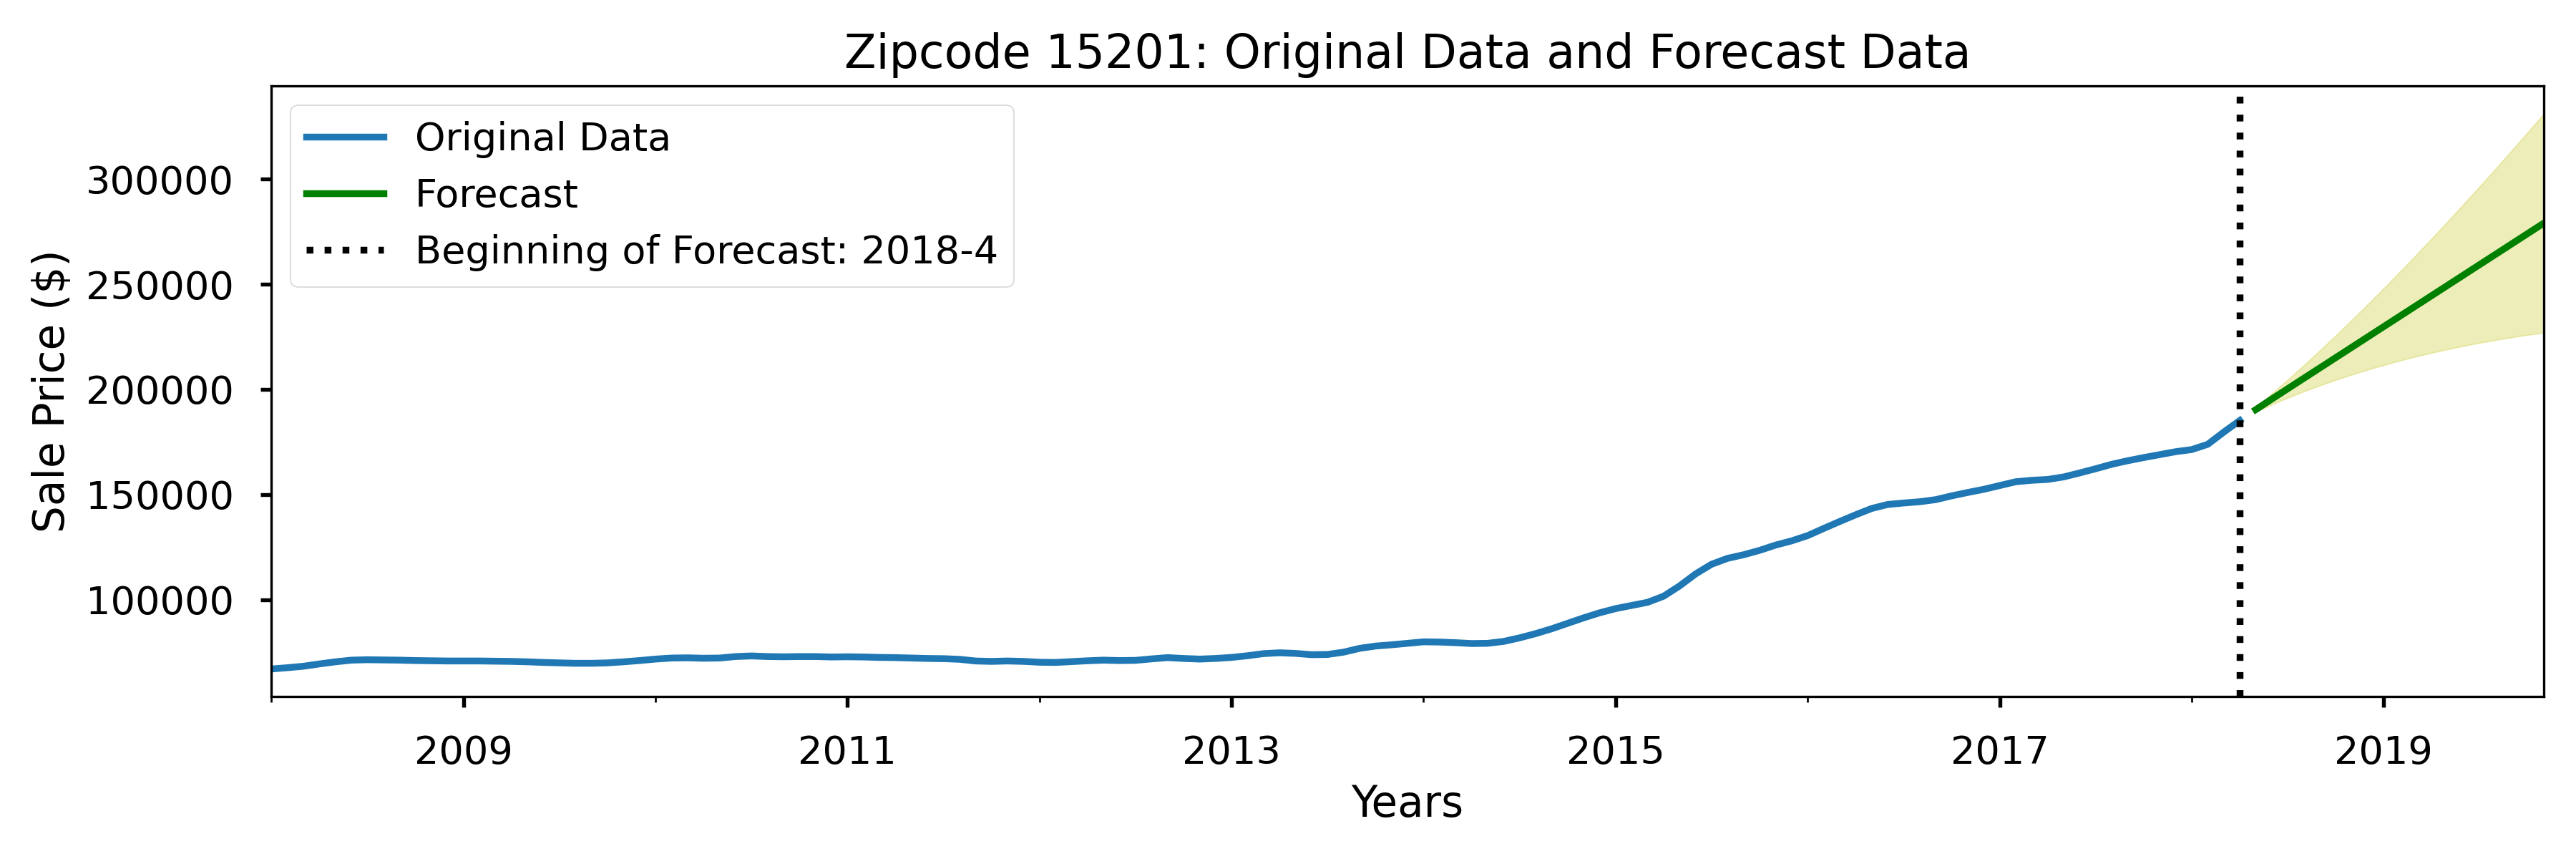 Zipcode 15201: Original Data and Forecast Data
Original Data
Forecast
Beginning of Forecast: 2018-4
Sale Price ($)
300000
250000
200000
150000
100000
2009 2011 2013 2015 2017 2019
Years